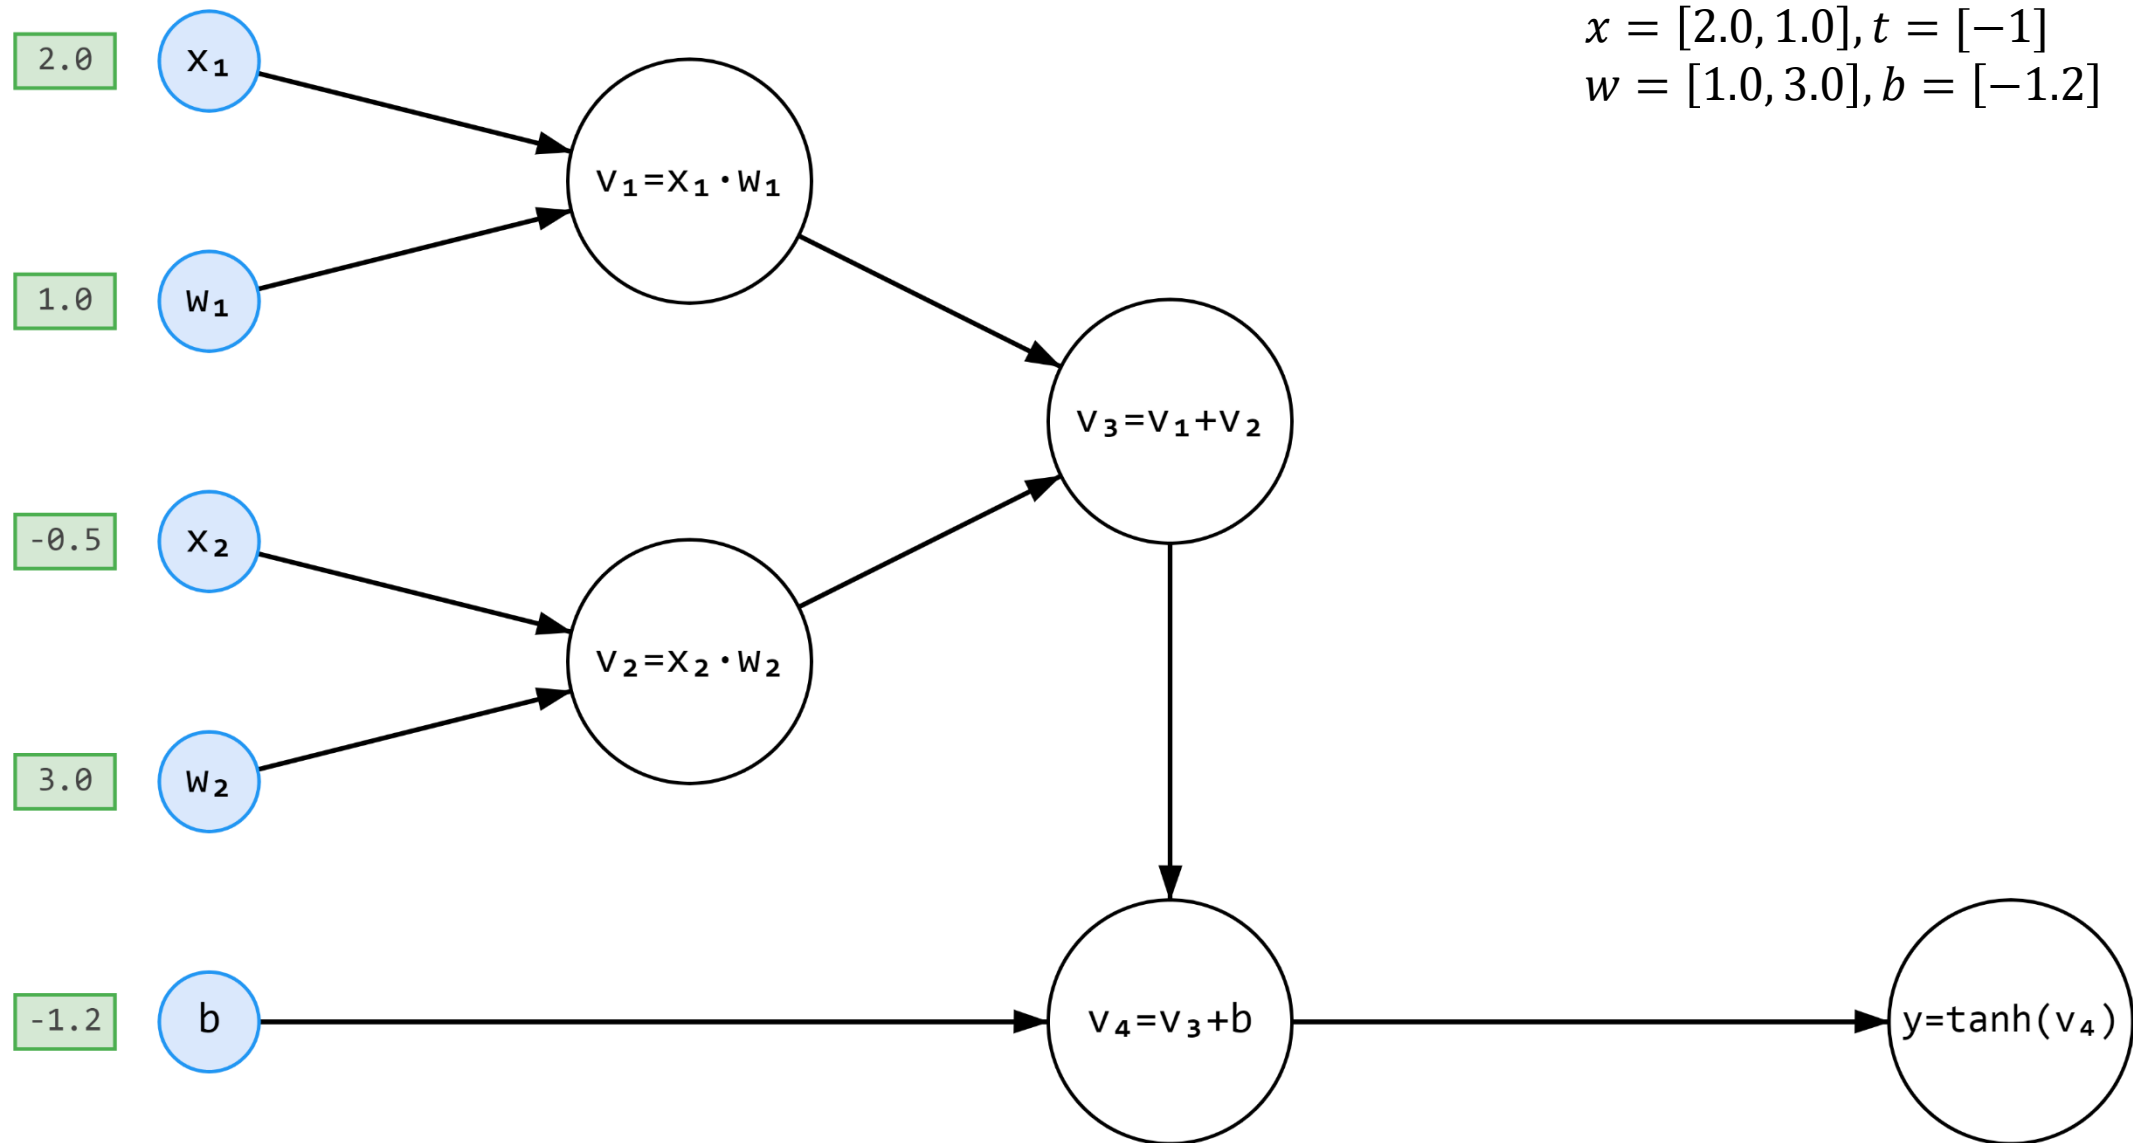 x = [2.0, 1.0], t = [−1]
w = [1.0, 3.0], b = [−1.2]
2.0
x₁
v₁=x₁·w₁
1.0
w₁
v₃=v₁+v₂
-0.5
x₂
v₂=x₂·w₂
3.0
w₂
-1.2
b
v₄=v₃+b
y=tanh(v₄)